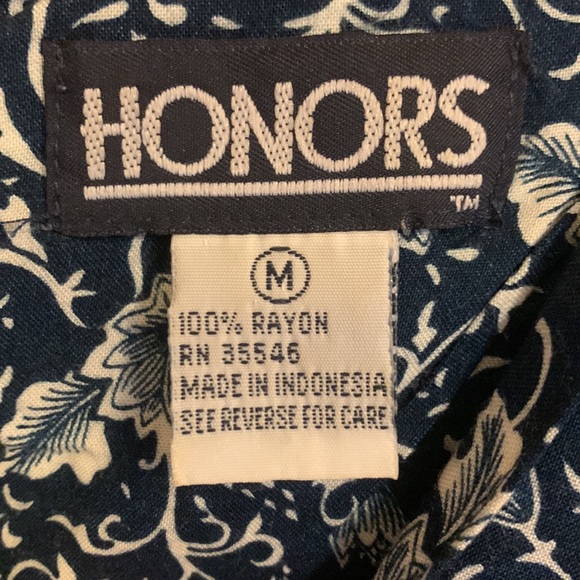 HONORS
TM
M
100% RAYON
RN 35546
MADE IN INDONESIA
SEE REVERSE FOR CARE